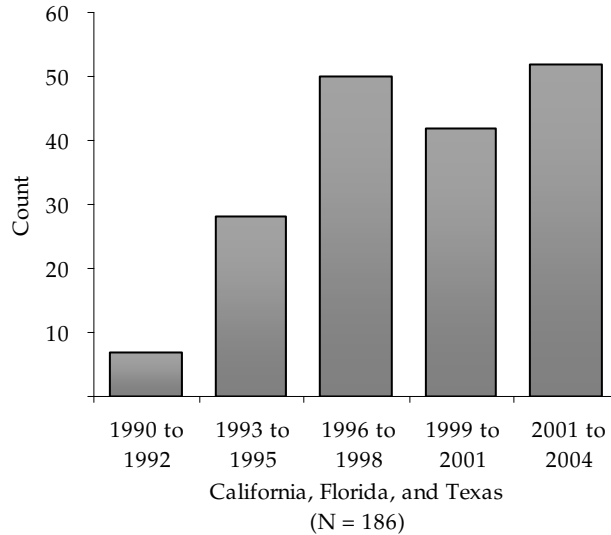 60
50
40
30
20
10
Count
1990 to 1993 to 1996 to 1999 to 2001 to
1992 1995 1998 2001 2004
California, Florida, and Texas
(N = 186)